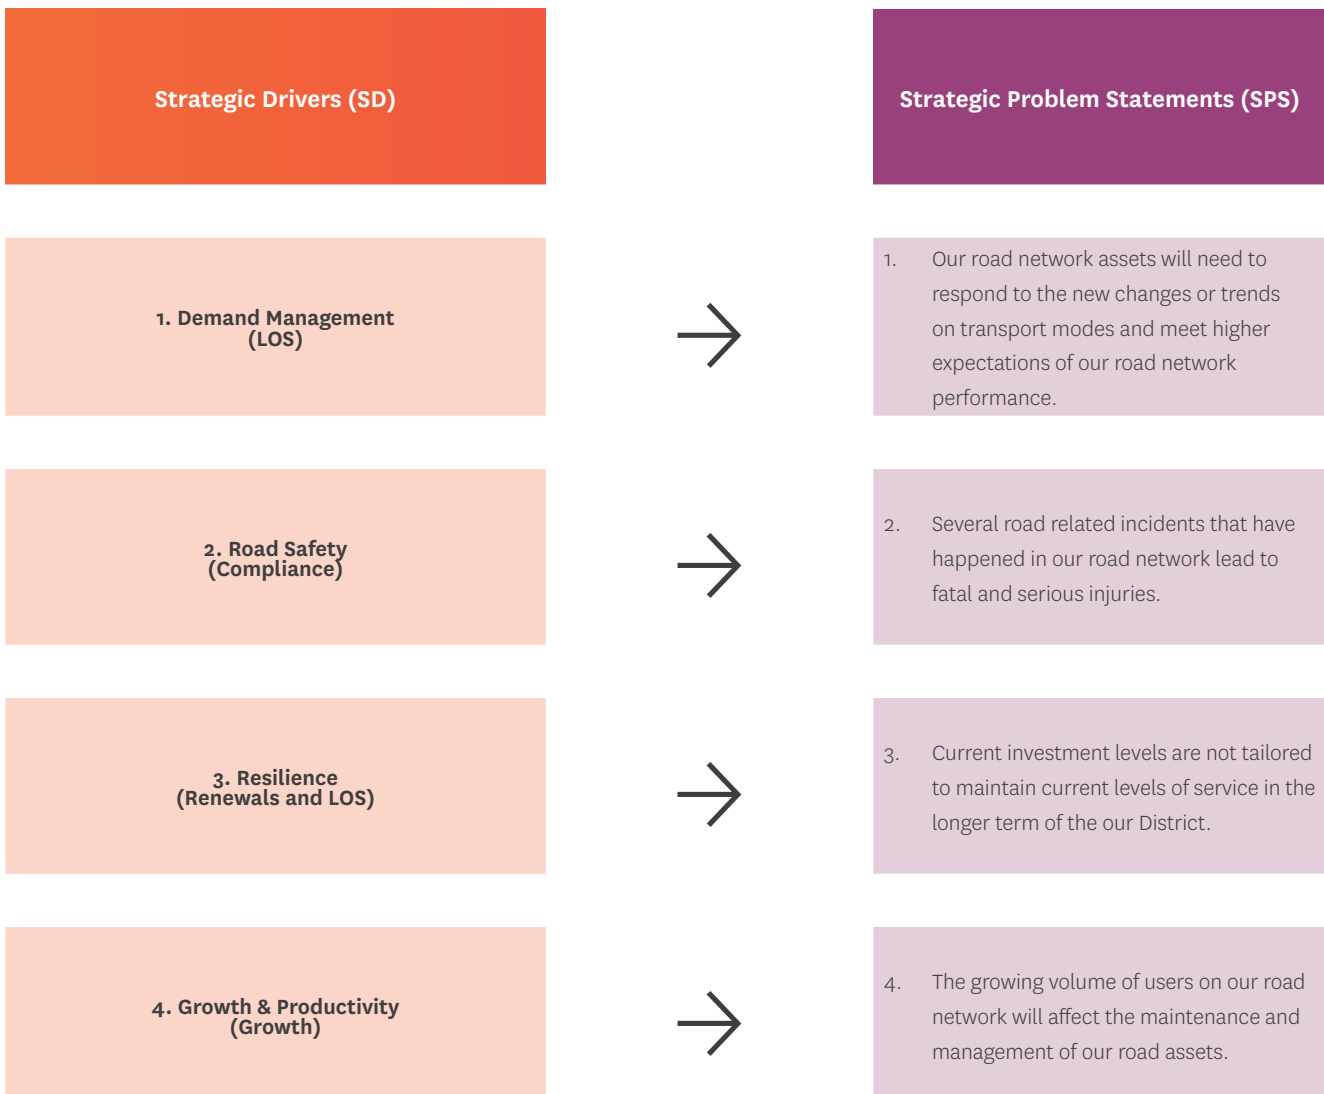 Strategic Drivers (SD)
Strategic Problem Statements (SPS)
1. Demand Management
(LOS)
1. Our road network assets will need to
respond to the new changes or trends
on transport modes and meet higher
expectations of our road network
performance.
2. Road Safety
(Compliance)
2. Several road related incidents that have
happened in our road network lead to
fatal and serious injuries.
3. Resilience
(Renewals and LOS)
3. Current investment levels are not tailored
to maintain current levels of service in the
longer term of the our District.
4. Growth & Productivity
(Growth)
4. The growing volume of users on our road
network will affect the maintenance and
management of our road assets.